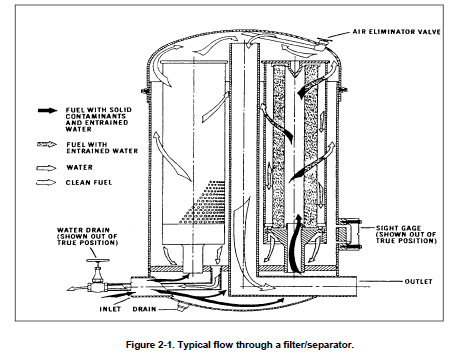 AIR ELIMINATOR VALVE
FUEL WITH SOLID
CONTAMINANTS
AND ENTRAINED
WATER
FUEL WITH
ENTRAINED WATER
WATER
CLEAN FUEL
WATER DRAIN
(SHOWN OUT OF
TRUE POSITION)
SIGHT GAGE
(SHOWN OUT OF
TRUE POSITION)
OUTLET
INLET DRAIN
Figure 2-1. Typical flow through a filter/separator.